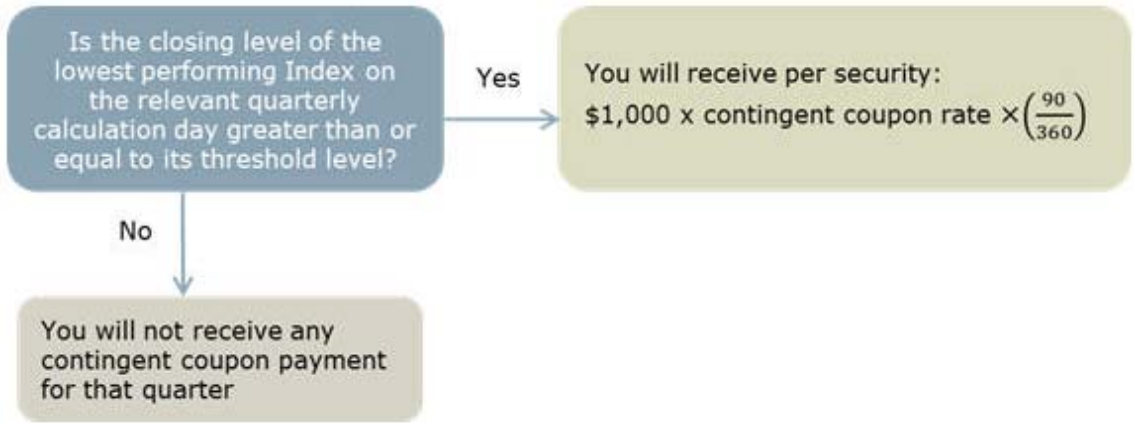 Is the closing level of the
lowest performing Index on
the relevant quarterly
calculation day greater than or
equal to its threshold level?
Yes
You will receive per security:
$1,000 x contingent coupon rate ×(90/360)
No
You will not receive any
contingent coupon payment
for that quarter